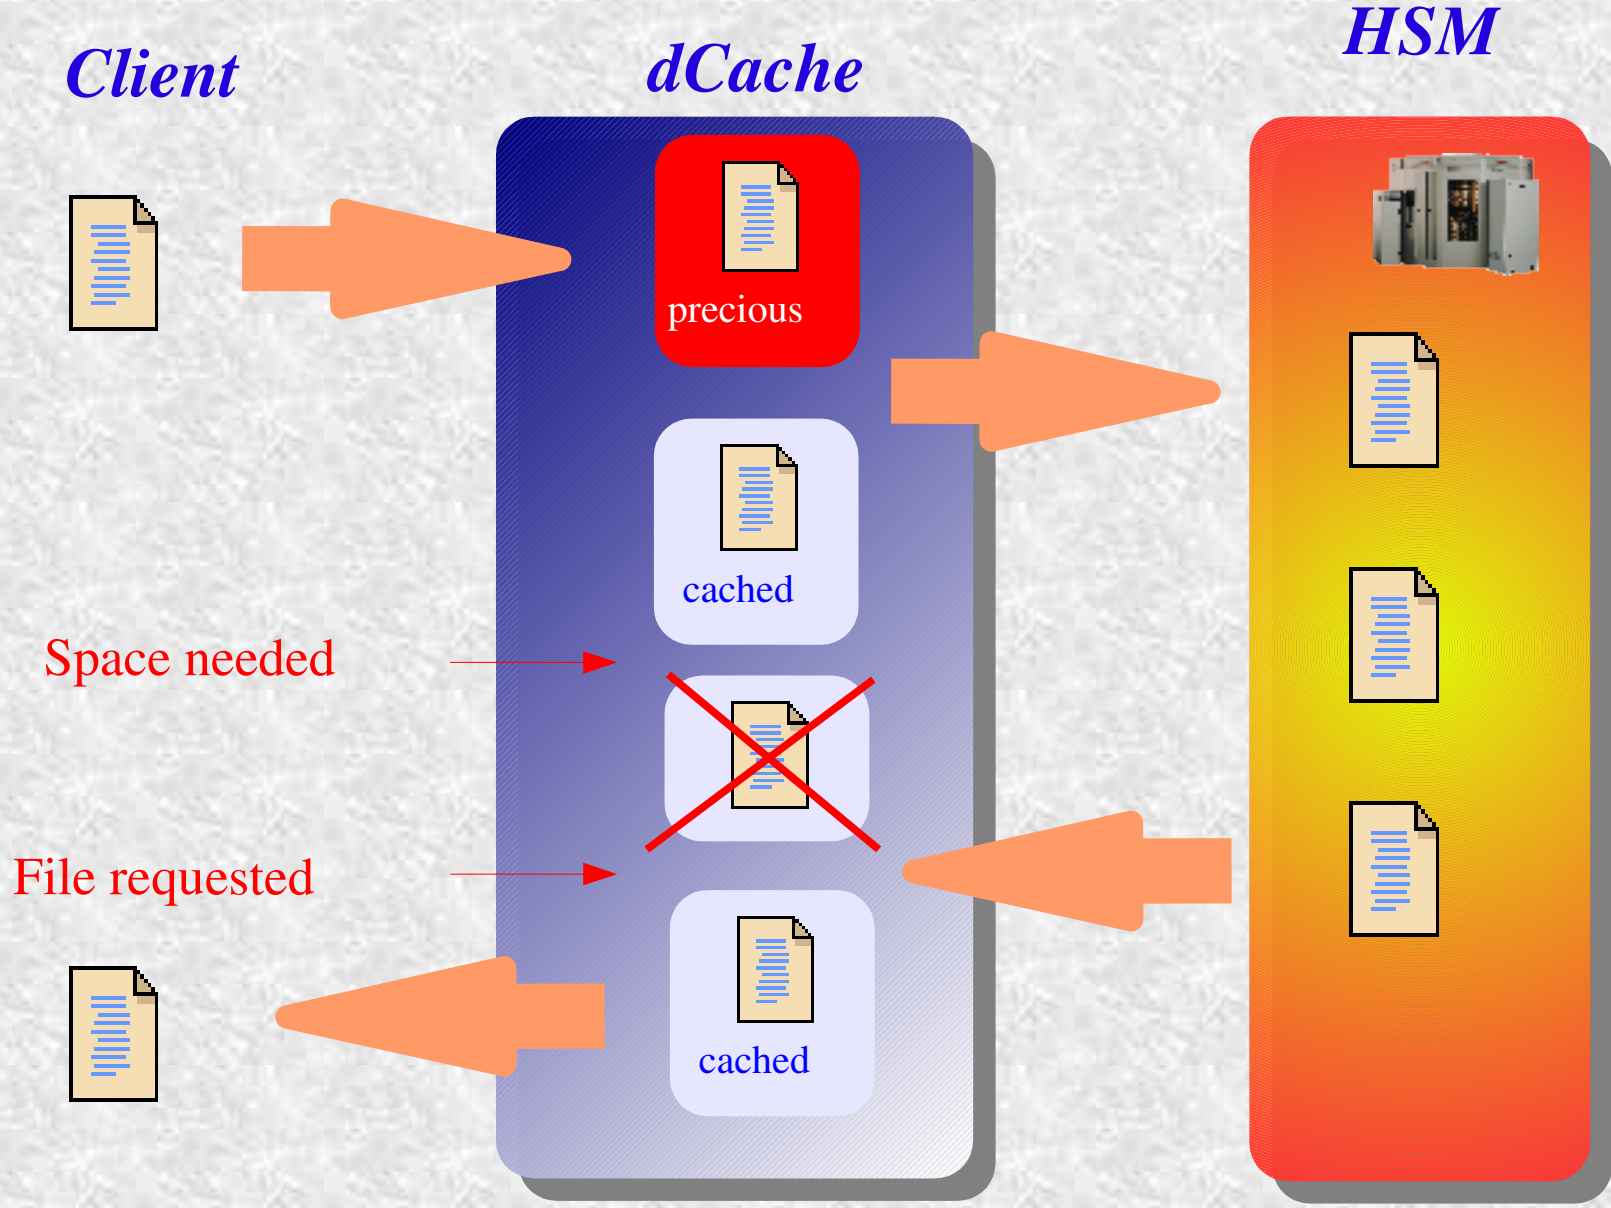 Client
dCache
HSM
precious
cached
Space needed
File requested
cached